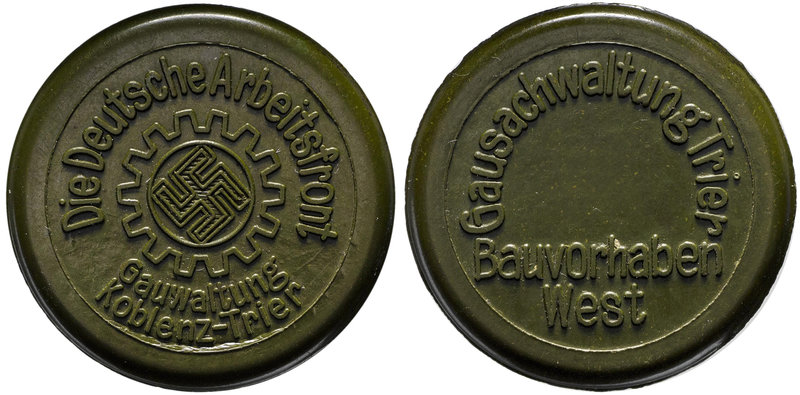 Die Deutsche Arbeitsfront
Gauwaltung
Koblenz-Trier
Gausachwaltung Trier
Bauvorhaben
West